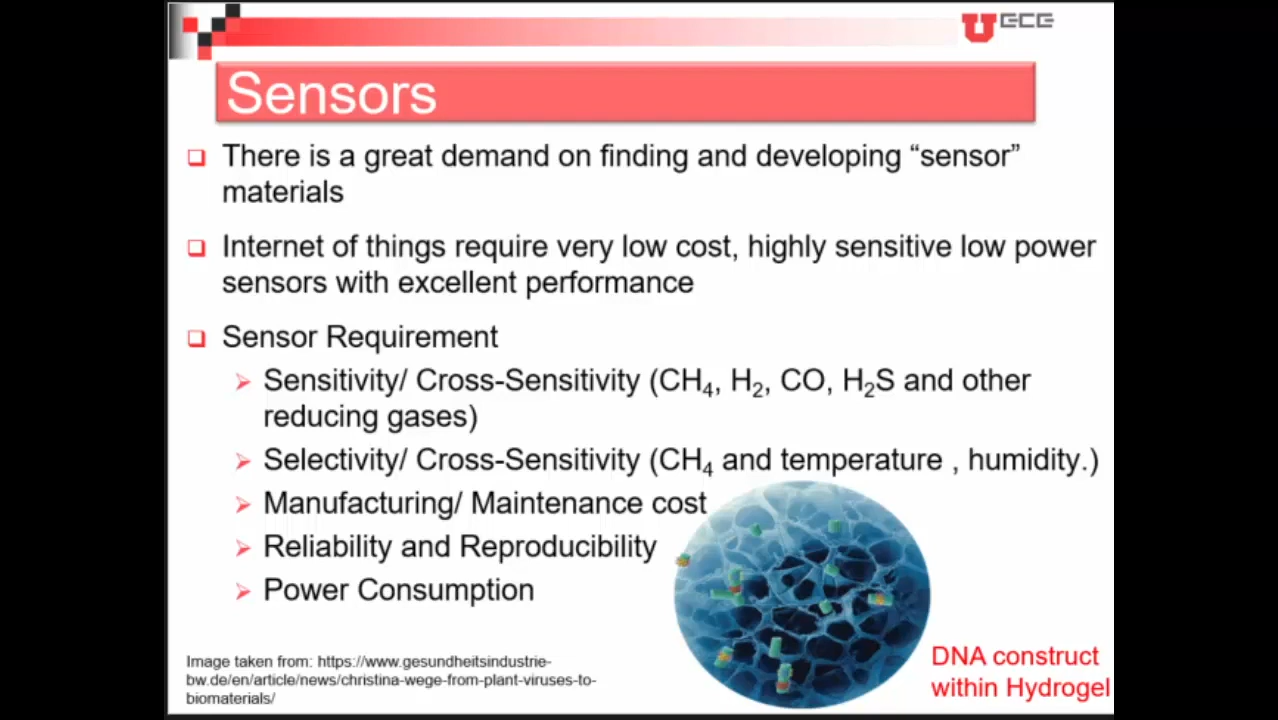 U ECE
Sensors
There is a great demand on finding and developing “sensor”
materials
Internet of things require very low cost, highly sensitive low power
sensors with excellent performance
Sensor Requirement
Sensitivity/ Cross-Sensitivity (CH₄, H₂, CO, H₂S and other
reducing gases)
Selectivity/ Cross-Sensitivity (CH₄ and temperature , humidity.)
Manufacturing/ Maintenance cost
Reliability and Reproducibility
Power Consumption
Image taken from: https://www.gesundheitsindustrie-
bw.de/en/article/news/christina-wege-from-plant-viruses-to-
biomaterials/
DNA construct
within Hydrogel